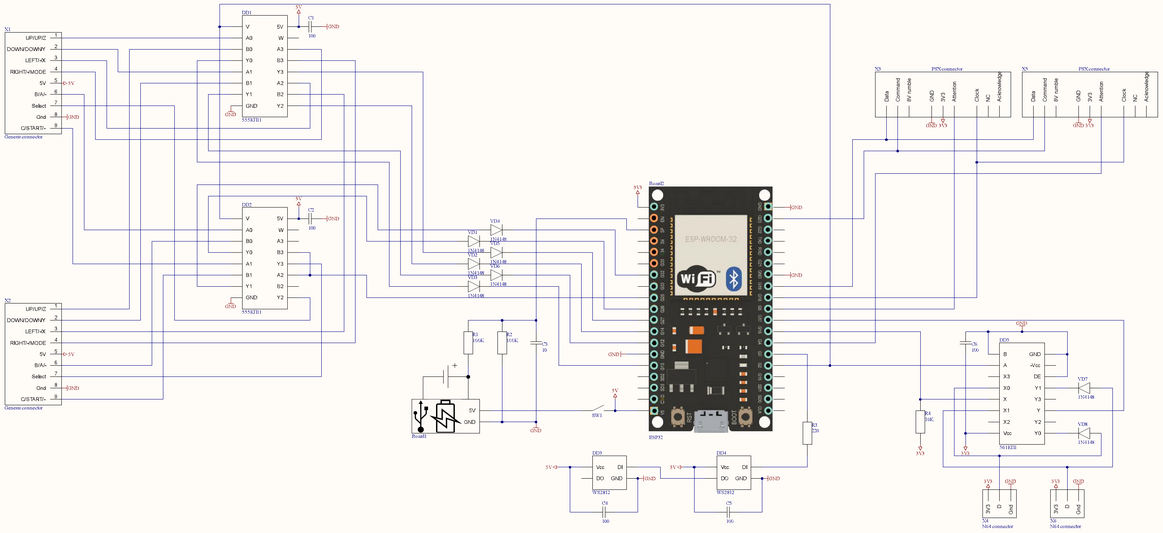 X1
UP/UP/Z 1
DOWN/DOWN/Y 2
LEFT/-/X 3
RIGHT/-/MODE 4
5V 5
B/A/- 6
Select 7
Gnd 8
C/START/- 9
5V
GND
Genesis connector
X2
UP/UP/Z 1
DOWN/DOWN/Y 2
LEFT/-/X 3
RIGHT/-/MODE 4
5V 5
B/A/- 6
Select 7
Gnd 8
C/START/- 9
5V
GND
Genesis connector
DD1
V 5V
A0 W
B0 A3
Y0 B3
A1 Y3
B1 A2
Y1 B2
GND Y2
GND
5V
C1
100
GND
DD2
V 5V
A0 W
B0 A3
Y0 B3
A1 Y3
B1 A2
Y1 B2
GND Y2
GND
5V
C2
100
GND
VD4
VD1
1N4148
VD5
VD2
1N4148
VD6
VD3
1N4148
1N4148
3V3
Board2
ESP-WROOM-32
WiFi
RST
BOOT
ESP32
GND
GND
GND
R1
100K
R2
100K
C3
10
5V
GND
Board1
GND
SW1
5V
R3
220
DD3
Vcc DI
DO GND
WS2812
5V
GND
C4
100
DD4
Vcc DI
DO GND
WS2812
5V
GND
C5
100
X3
PSX connector
Data
Command
8V rumble
GND
3V3
Attention
Clock
NC
Acknowledge
GND
3V3
X5
PSX connector
Data
Command
8V rumble
GND
3V3
Attention
Clock
NC
Acknowledge
GND
3V3
GND
C6
100
DD5
B GND
A -Vcc
X3 DE
X0 Y1
X Y3
X1 Y
X2 Y2
Vcc Y0
VD7
1N4148
VD8
1N4148
R4
10K
3V3
3V3
3V3
GND
3V3
D
Gnd
X4
N64 connector
3V3
GND
3V3
D
Gnd
X6
N64 connector